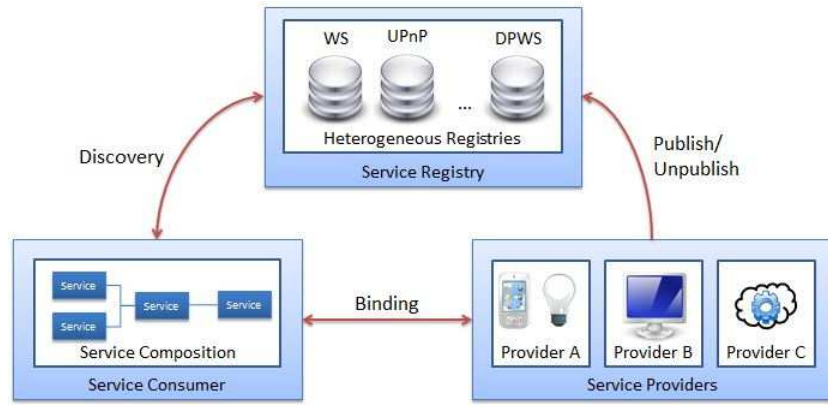 WS
UPnP
DPWS
...
Heterogeneous Registries
Service Registry
Discovery
Publish/
Unpublish
Service
Service
Service
Service
Service Composition
Service Consumer
Binding
Provider A
Provider B
Provider C
Service Providers